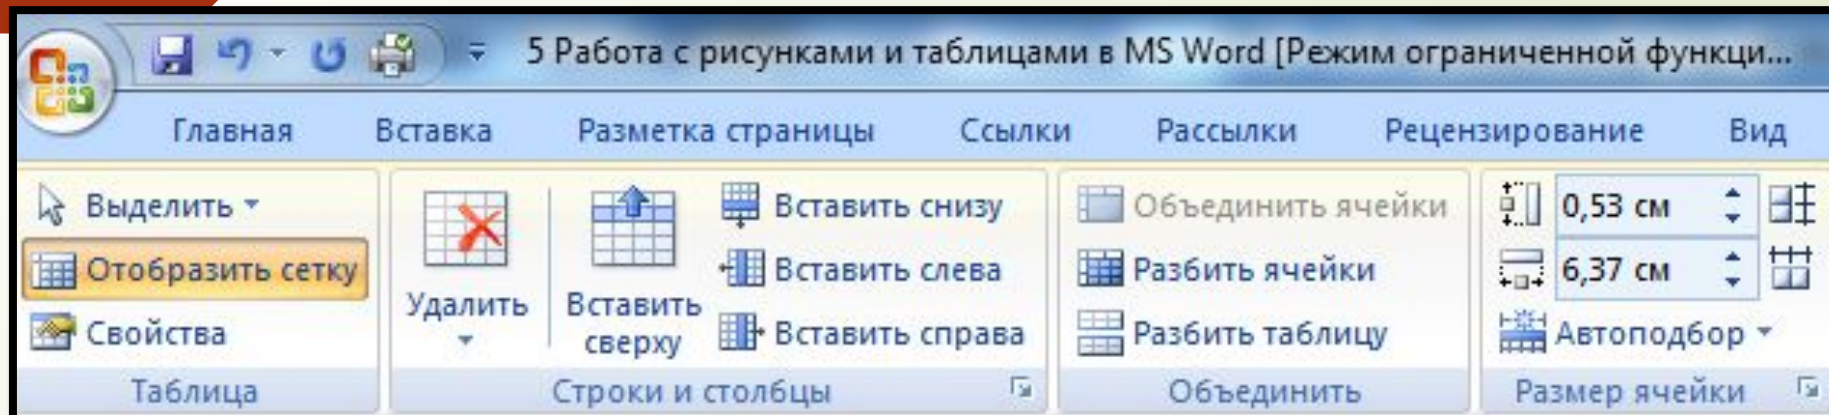 5 Работа с рисунками и таблицами в MS Word [Режим ограниченной функци...
Главная Вставка Разметка страницы Ссылки Рассылки Рецензирование Вид
Выделить
Отобразить сетку
Свойства
Таблица
Удалить
Вставить
сверху
Вставить снизу
Вставить слева
Вставить справа
Строки и столбцы
Объединить ячейки
Разбить ячейки
Разбить таблицу
Объединить
0,53 см
6,37 см
Автоподбор
Размер ячейки